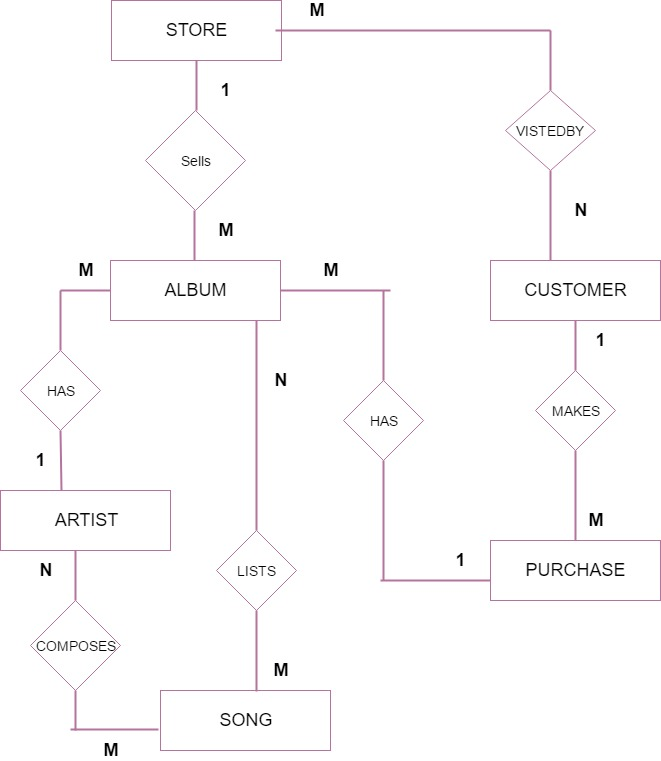 M
STORE
1
VISTEDBY
Sells
N
M
M
M
ALBUM
CUSTOMER
1
N
HAS
MAKES
HAS
1
ARTIST
M
1
N
LISTS
PURCHASE
COMPOSES
M
SONG
M